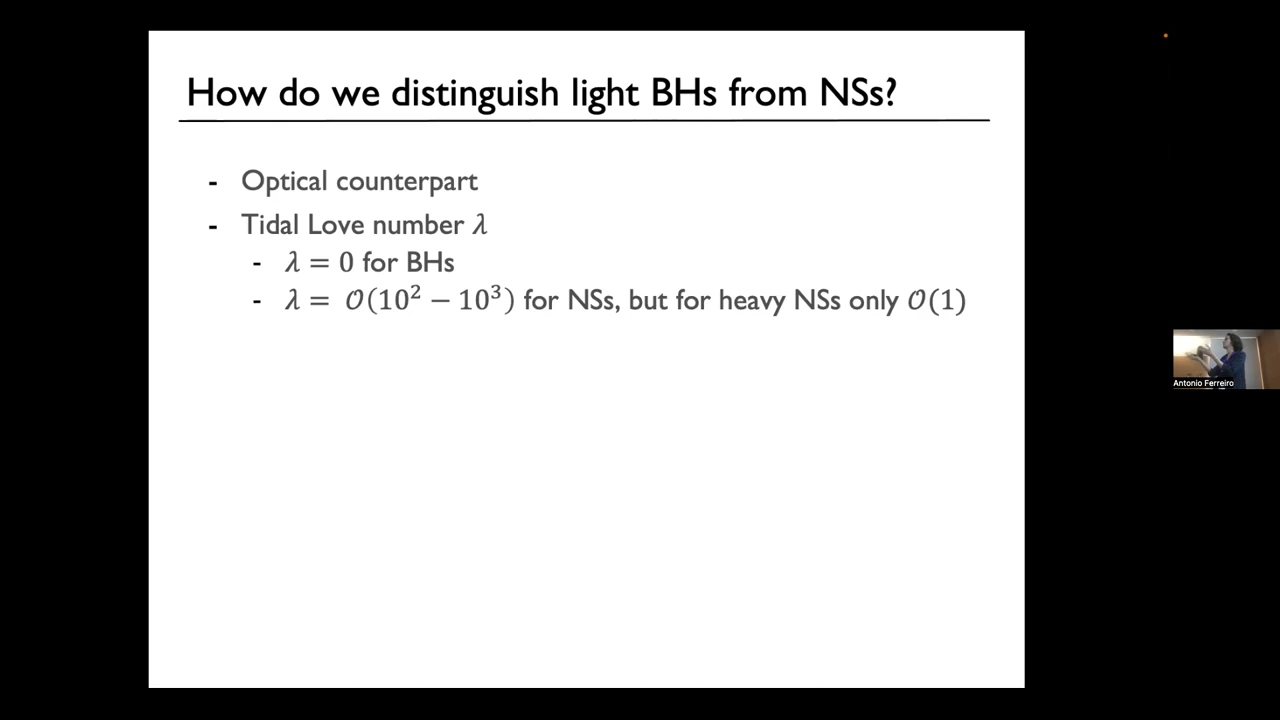 How do we distinguish light BHs from NSs?
- Optical counterpart
- Tidal Love number λ
- λ = 0 for BHs
- λ = 𝒪(10² − 10³) for NSs, but for heavy NSs only 𝒪(1)
Antonio Ferreiro